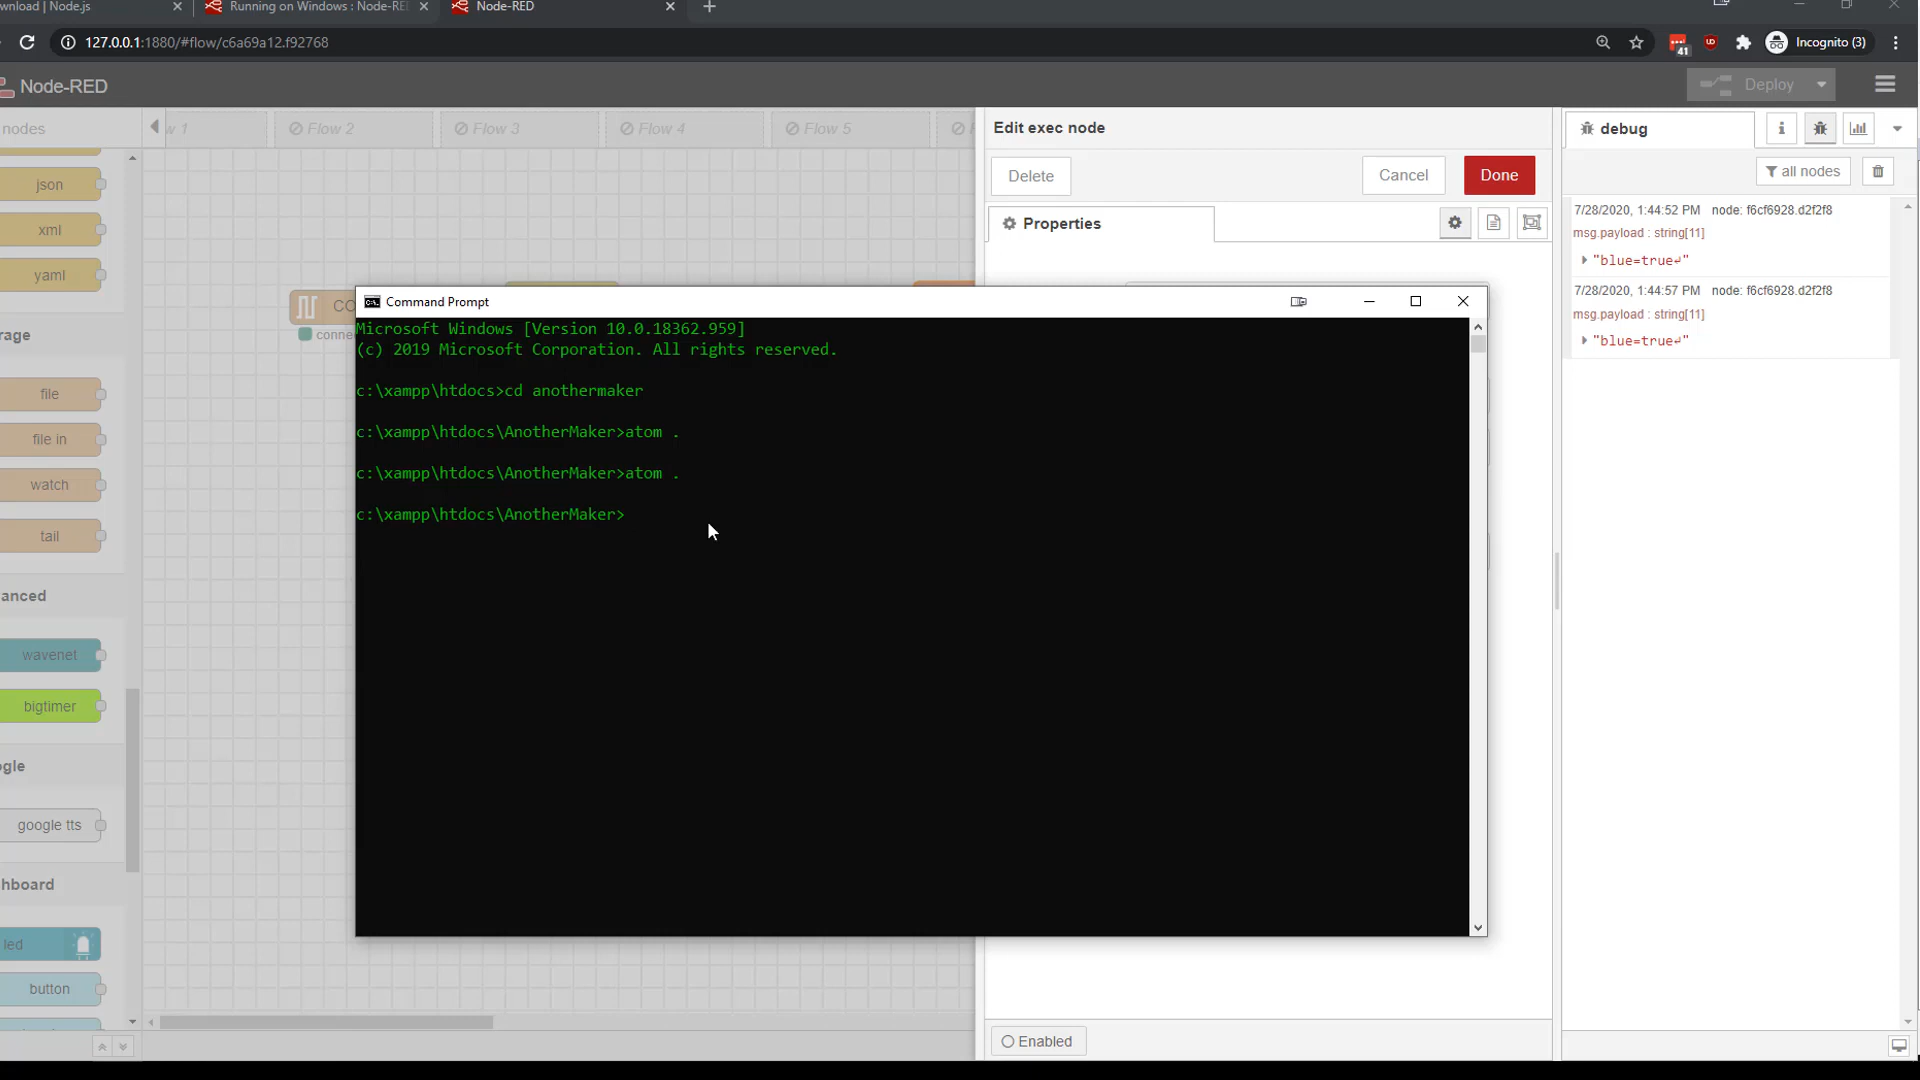 wnload | Node.js
Running on Windows : Node-RE
Node-RED
127.0.0.1:1880/#flow/c6a69a12.f92768
41
Incognito (3)
Node-RED
Deploy
nodes
w 1
Flow 2
Flow 3
Flow 4
Flow 5
Edit exec node
debug
i
Delete
Cancel
Done
all nodes
Properties
json
xml
yaml
rage
file
file in
watch
tail
anced
wavenet
bigtimer
gle
google tts
hboard
led
button
CO
conne
7/28/2020, 1:44:52 PM node: f6cf6928.d2f2f8
msg.payload : string[11]
"blue=true↵"
7/28/2020, 1:44:57 PM node: f6cf6928.d2f2f8
msg.payload : string[11]
"blue=true↵"
Command Prompt
Microsoft Windows [Version 10.0.18362.959]
(c) 2019 Microsoft Corporation. All rights reserved.
c:\xampp\htdocs>cd anothermaker
c:\xampp\htdocs\AnotherMaker>atom .
c:\xampp\htdocs\AnotherMaker>atom .
c:\xampp\htdocs\AnotherMaker>
Enabled